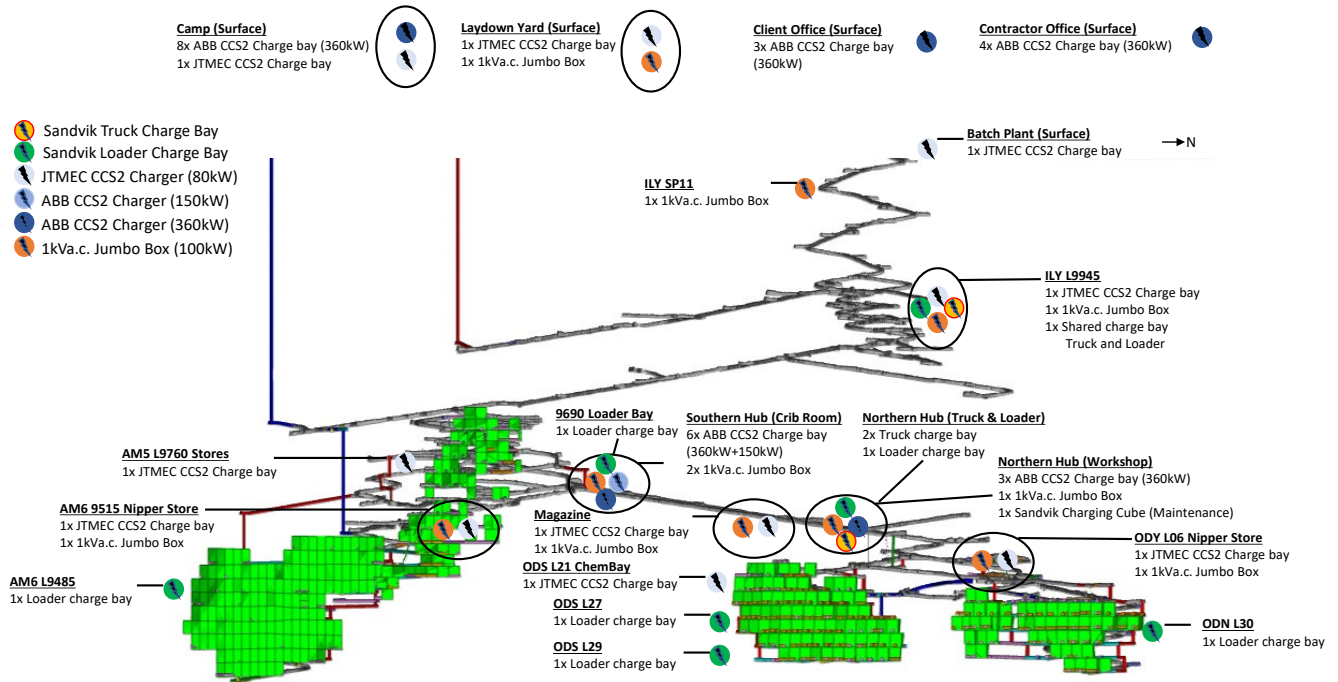 Camp (Surface)
8x ABB CCS2 Charge bay (360kW)
1x JTMEC CCS2 Charge bay
Laydown Yard (Surface)
1x JTMEC CCS2 Charge bay
1x 1kVa.c. Jumbo Box
Client Office (Surface)
3x ABB CCS2 Charge bay
(360kW)
Contractor Office (Surface)
4x ABB CCS2 Charge bay (360kW)
Sandvik Truck Charge Bay
Sandvik Loader Charge Bay
JTMEC CCS2 Charger (80kW)
ABB CCS2 Charger (150kW)
ABB CCS2 Charger (360kW)
1kVa.c. Jumbo Box (100kW)
Batch Plant (Surface)
1x JTMEC CCS2 Charge bay
N
ILY SP11
1x 1kVa.c. Jumbo Box
ILY L9945
1x JTMEC CCS2 Charge bay
1x 1kVa.c. Jumbo Box
1x Shared charge bay
Truck and Loader
9690 Loader Bay
1x Loader charge bay
Southern Hub (Crib Room)
6x ABB CCS2 Charge bay
(360kW+150kW)
2x 1kVa.c. Jumbo Box
Northern Hub (Truck & Loader)
2x Truck charge bay
1x Loader charge bay
Northern Hub (Workshop)
3x ABB CCS2 Charge bay (360kW)
1x 1kVa.c. Jumbo Box
1x Sandvik Charging Cube (Maintenance)
AM5 L9760 Stores
1x JTMEC CCS2 Charge bay
AM6 9515 Nipper Store
1x JTMEC CCS2 Charge bay
1x 1kVa.c. Jumbo Box
Magazine
1x JTMEC CCS2 Charge bay
1x 1kVa.c. Jumbo Box
ODY L06 Nipper Store
1x JTMEC CCS2 Charge bay
1x 1kVa.c. Jumbo Box
ODS L21 ChemBay
1x JTMEC CCS2 Charge bay
AM6 L9485
1x Loader charge bay
ODS L27
1x Loader charge bay
ODS L29
1x Loader charge bay
ODN L30
1x Loader charge bay